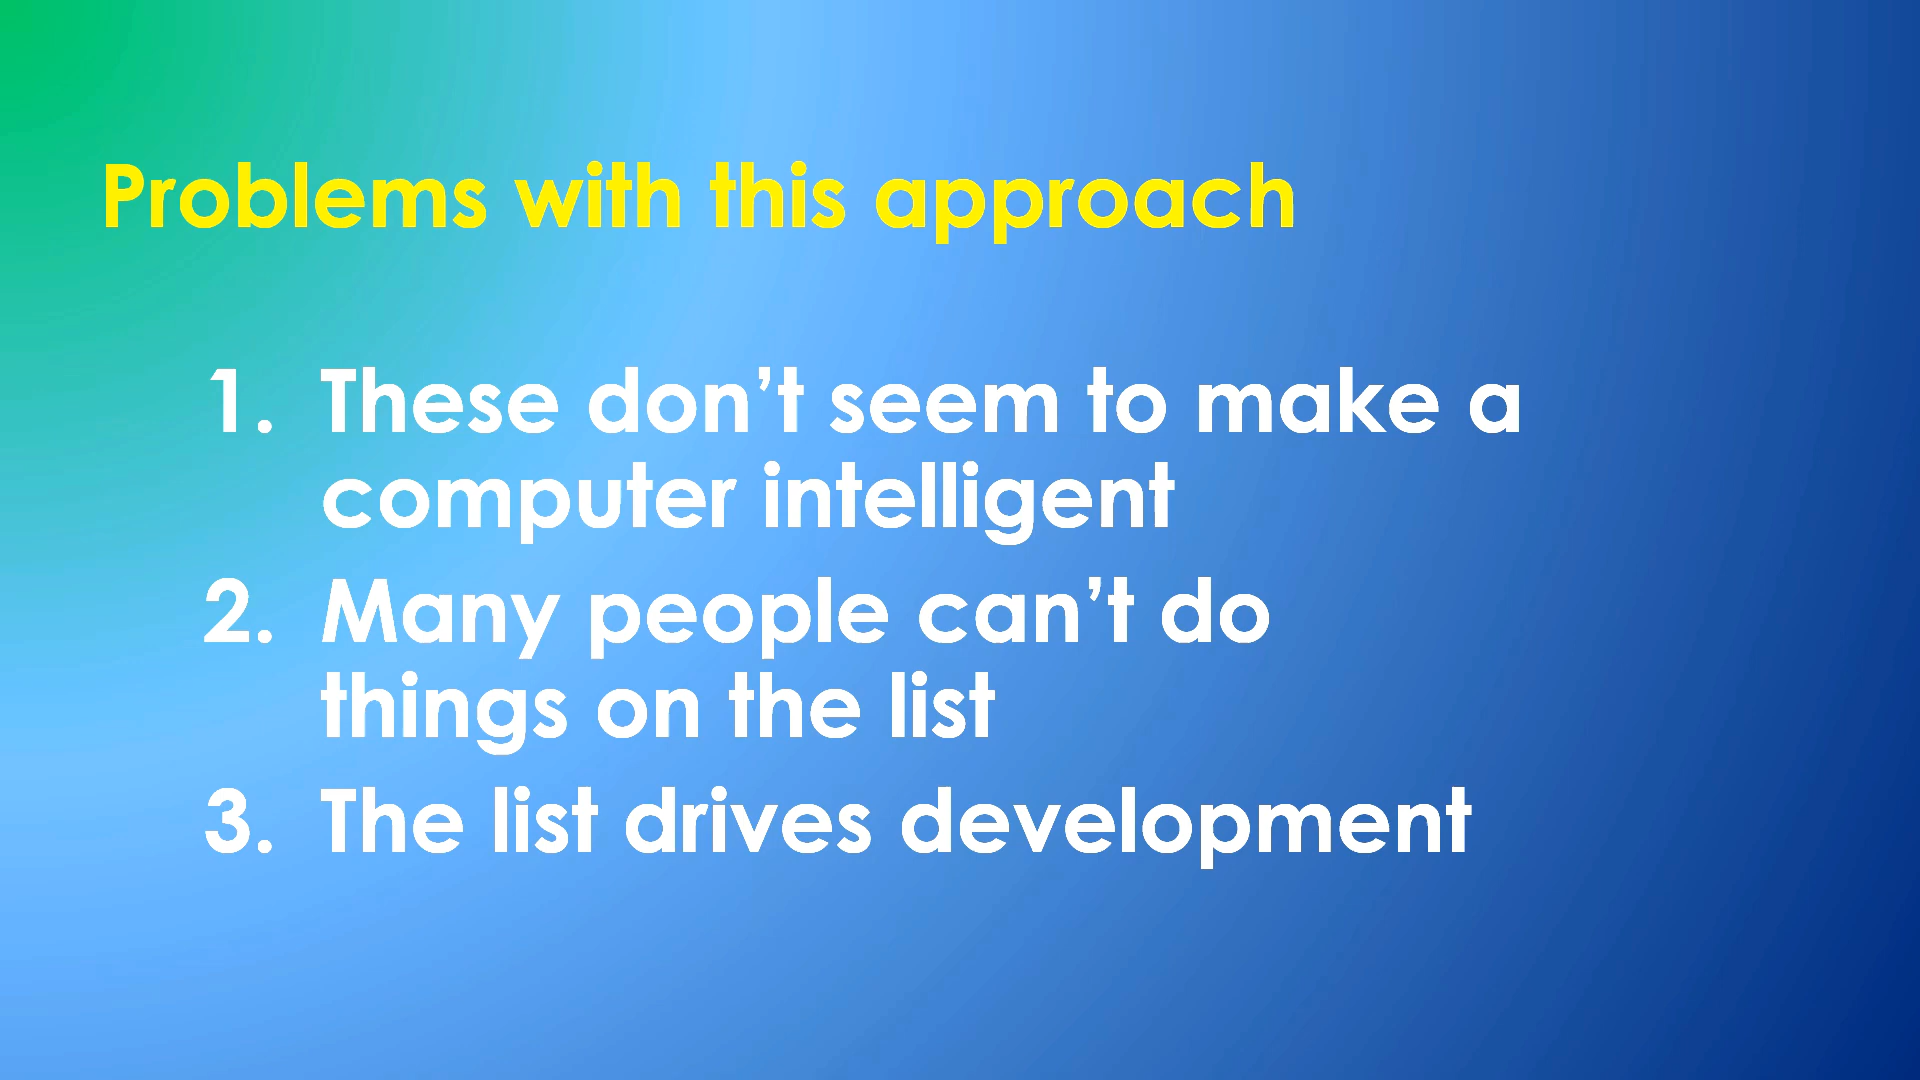 Problems with this approach
1. These don’t seem to make a
computer intelligent
2. Many people can’t do
things on the list
3. The list drives development